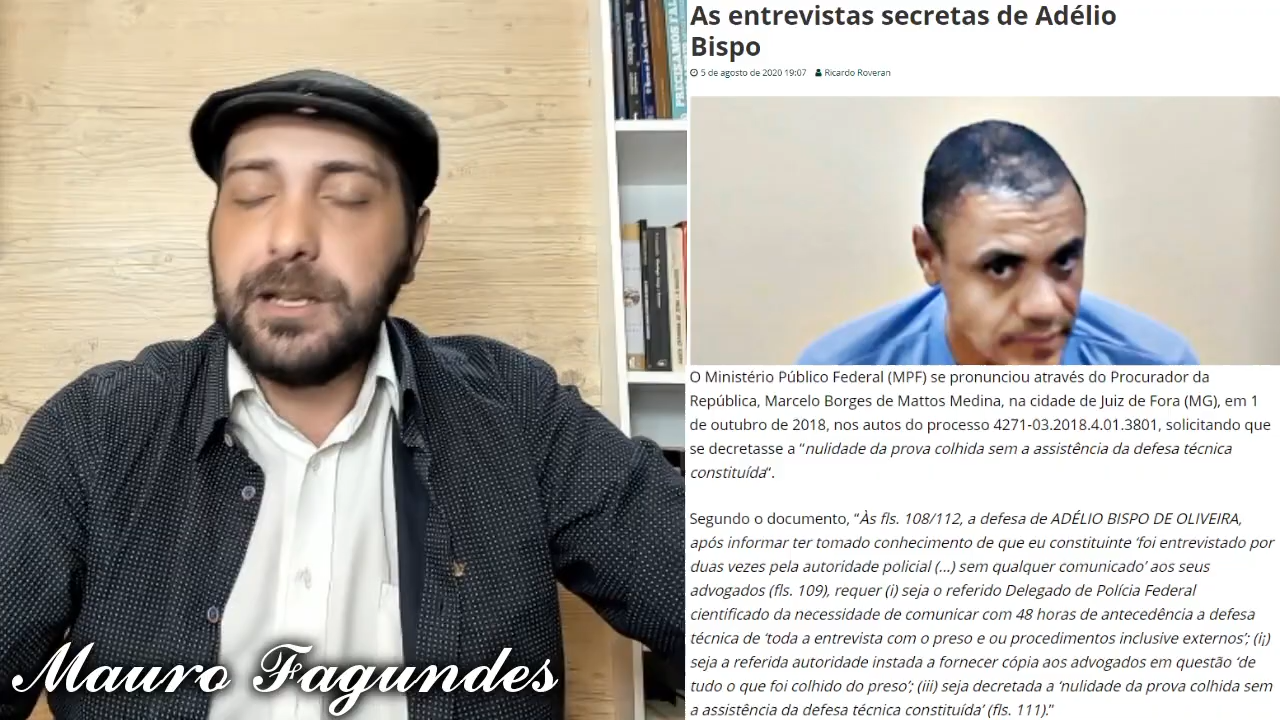 As entrevistas secretas de Adélio
Bispo
5 de agosto de 2020 19:07 Ricardo Roveran
PRECISAMOS FAL
O Ministério Público Federal (MPF) se pronunciou através do Procurador da
República, Marcelo Borges de Mattos Medina, na cidade de Juiz de Fora (MG), em 1
de outubro de 2018, nos autos do processo 4271-03.2018.4.01.3801, solicitando que
se decretasse a “nulidade da prova colhida sem a assistência da defesa técnica
constituída“.
Segundo o documento, “Às fls. 108/112, a defesa de ADÉLIO BISPO DE OLIVEIRA,
após informar ter tomado conhecimento de que eu constituinte ‘foi entrevistado por
duas vezes pela autoridade policial (...) sem qualquer comunicado’ aos seus
advogados (fls. 109), requer (i) seja o referido Delegado de Polícia Federal
cientificado da necessidade de comunicar com 48 horas de antecedência a defesa
técnica de ‘toda a entrevista com o preso e ou procedimentos inclusive externos’; (i¡)
seja a referida autoridade instada a fornecer cópia aos advogados em questão ‘de
tudo o que foi colhido do preso’; (iii) seja decretada a ‘nulidade da prova colhida sem
a assistência da defesa técnica constituída’ (fls. 111).”
Mauro Fagundes